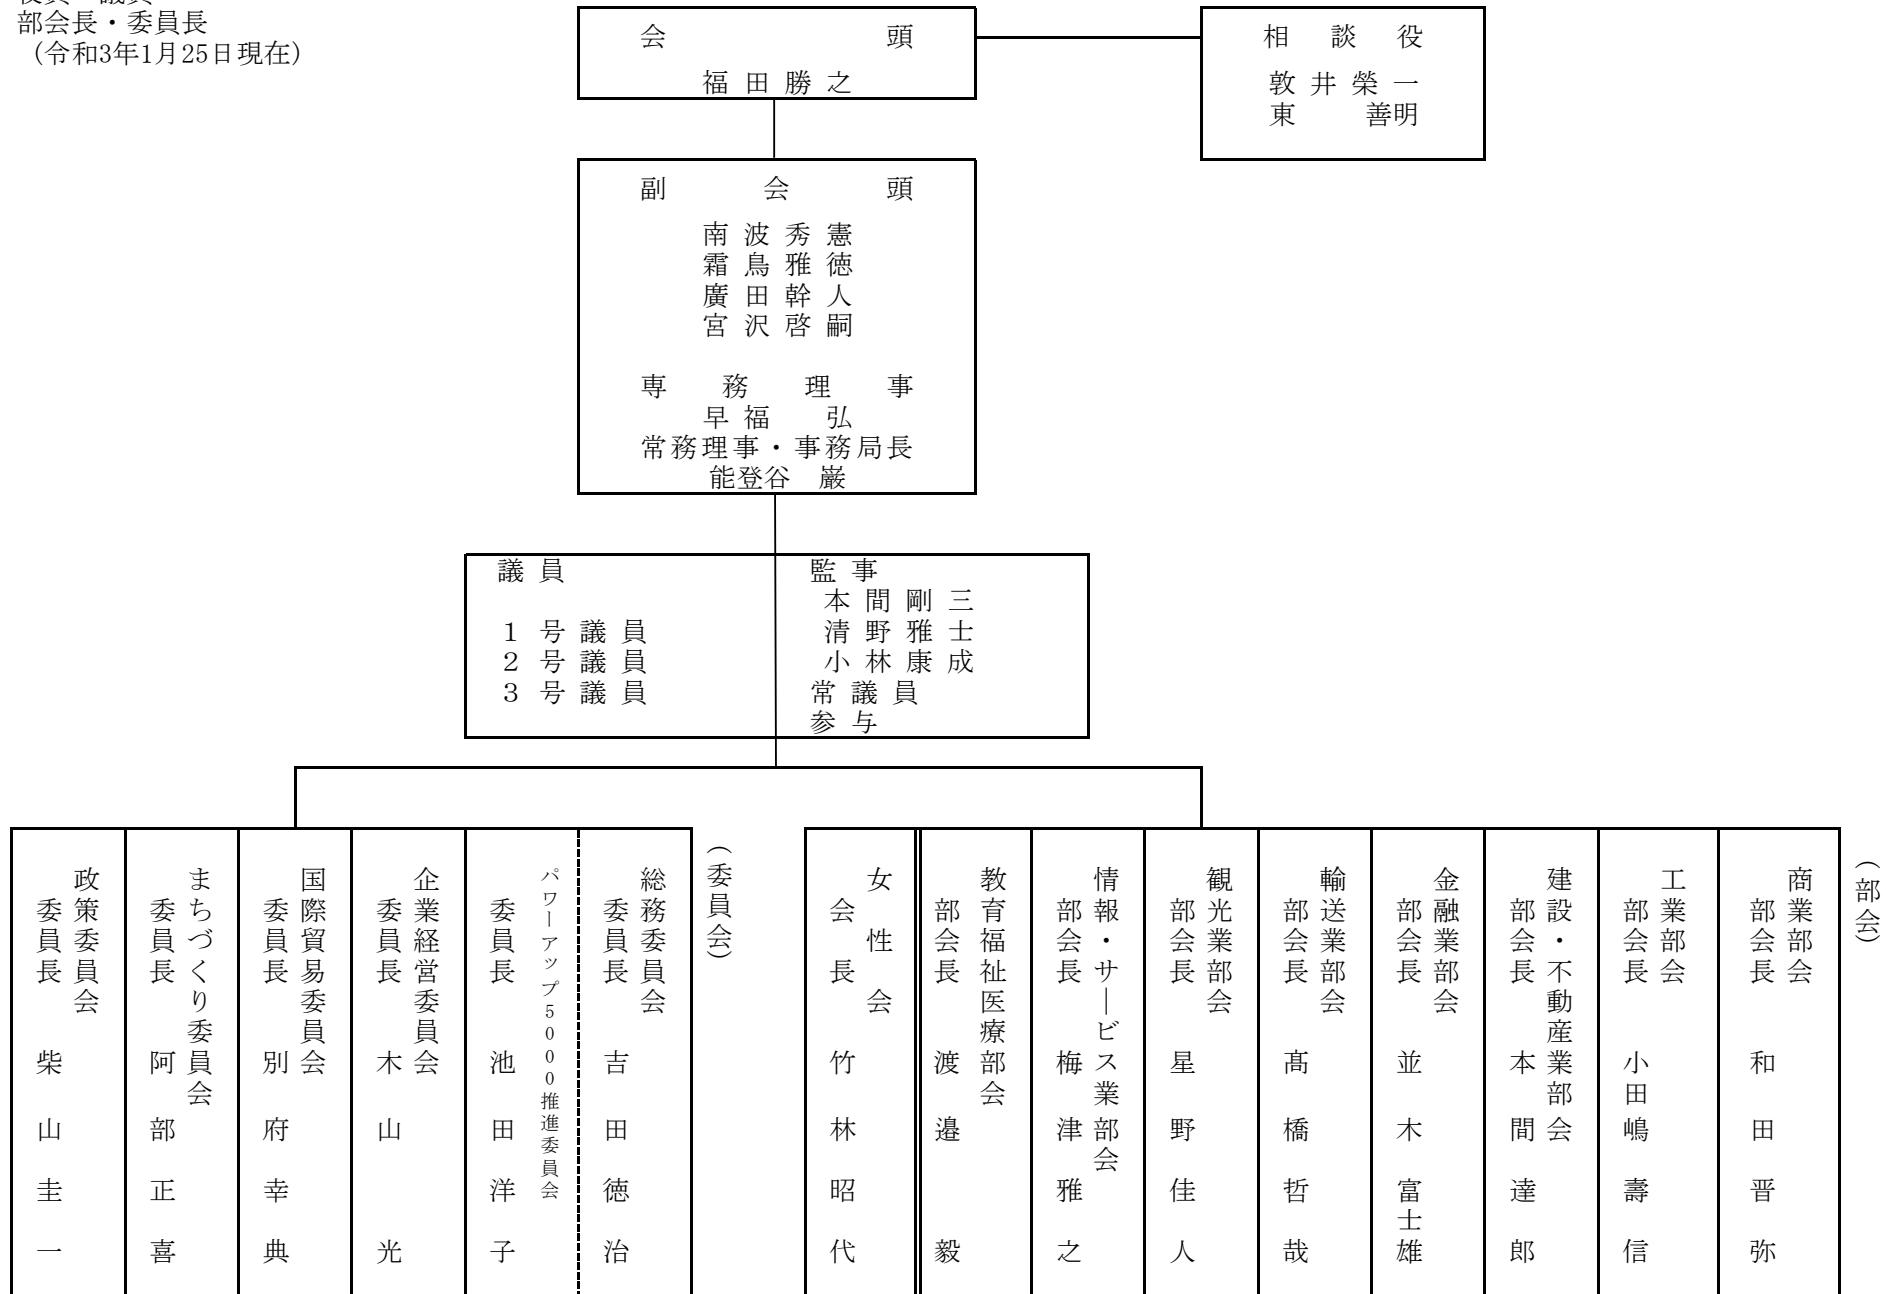 部会長・委員長
(令和3年1月25日現在)
会頭
福田勝之
相談役
敦井榮一
東 善明
副会頭
南波秀憲
霜鳥雅徳
廣田幹人
宮沢啓嗣
専務理事
早福 弘
常務理事・事務局長
能登谷 巌
議員
1号議員
2号議員
3号議員
監事
本間剛三
清野雅士
小林康成
常議員
参与
(部会)
商業部会
部会長 和田晋弥
工業部会
部会長 小田嶋壽信
建設・不動産業部会
部会長 本間達郎
金融業部会
部会長 並木富士雄
輸送業部会
部会長 髙橋哲哉
観光業部会
部会長 星野佳人
情報・サービス業部会
部会長 梅津雅之
教育福祉医療部会
部会長 渡邉毅
女性会
会長 竹林昭代
(委員会)
総務委員会
委員長 吉田徳治
パワーアップ5000推進委員会
委員長 池田洋子
企業経営委員会
委員長 木山光
国際貿易委員会
委員長 別府幸典
まちづくり委員会
委員長 阿部正喜
政策委員会
委員長 柴山圭一